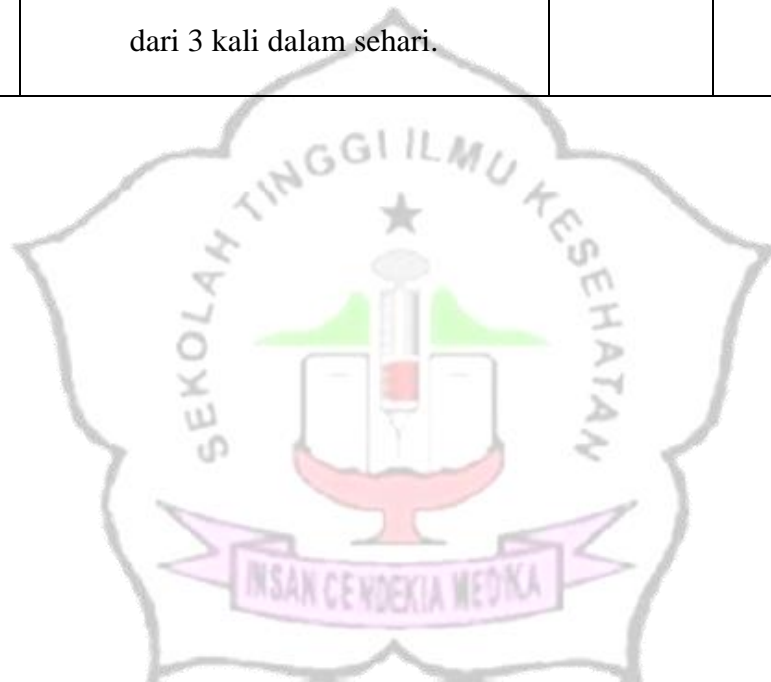 dari 3 kali dalam sehari.
SEKOLAH TINGGI ILMU KESEHATAN
INSAN CENDEKIA MEDIKA